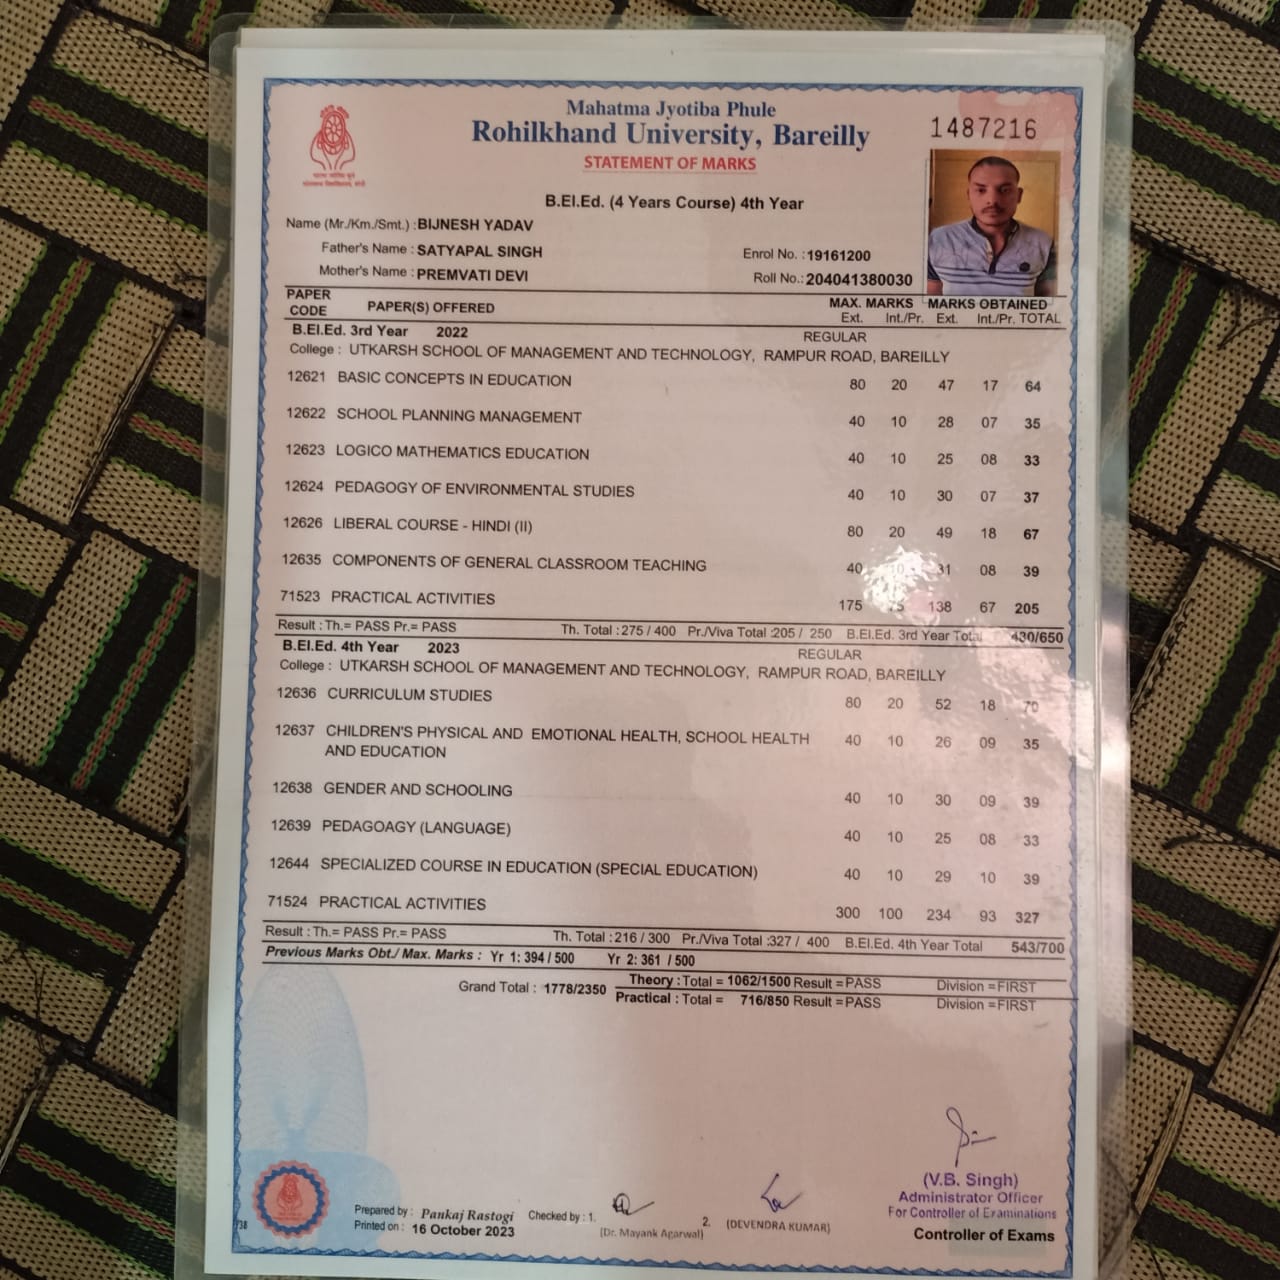 Mahatma Jyotiba Phule
Rohilkhand University, Bareilly
1487216
STATEMENT OF MARKS
B.El.Ed. (4 Years Course) 4th Year
Name (Mr./Km./Smt.) : BIJNESH YADAV
Father's Name : SATYAPAL SINGH Enrol No. : 19161200
Mother's Name : PREMVATI DEVI Roll No.: 204041380030
PAPER CODE PAPER(S) OFFERED MAX. MARKS MARKS OBTAINED
Ext. Int./Pr. Ext. Int./Pr. TOTAL
B.El.Ed. 3rd Year 2022 REGULAR
College : UTKARSH SCHOOL OF MANAGEMENT AND TECHNOLOGY, RAMPUR ROAD, BAREILLY
12621 BASIC CONCEPTS IN EDUCATION 80 20 47 17 64
12622 SCHOOL PLANNING MANAGEMENT 40 10 28 07 35
12623 LOGICO MATHEMATICS EDUCATION 40 10 25 08 33
12624 PEDAGOGY OF ENVIRONMENTAL STUDIES 40 10 30 07 37
12626 LIBERAL COURSE - HINDI (II) 80 20 49 18 67
12635 COMPONENTS OF GENERAL CLASSROOM TEACHING 40 10 31 08 39
71523 PRACTICAL ACTIVITIES 175 75 138 67 205
Result : Th.= PASS Pr.= PASS Th. Total :275 / 400 Pr./Viva Total :205 / 250 B.El.Ed. 3rd Year Total 430/650
B.El.Ed. 4th Year 2023 REGULAR
College : UTKARSH SCHOOL OF MANAGEMENT AND TECHNOLOGY, RAMPUR ROAD, BAREILLY
12636 CURRICULUM STUDIES 80 20 52 18 70
12637 CHILDREN'S PHYSICAL AND EMOTIONAL HEALTH, SCHOOL HEALTH 40 10 26 09 35
AND EDUCATION
12638 GENDER AND SCHOOLING 40 10 30 09 39
12639 PEDAGOAGY (LANGUAGE) 40 10 25 08 33
12644 SPECIALIZED COURSE IN EDUCATION (SPECIAL EDUCATION) 40 10 29 10 39
71524 PRACTICAL ACTIVITIES 300 100 234 93 327
Result : Th.= PASS Pr.= PASS Th. Total :216 / 300 Pr./Viva Total :327 / 400 B.El.Ed. 4th Year Total 543/700
Previous Marks Obt./ Max. Marks : Yr 1: 394 / 500 Yr 2: 361 / 500
Theory : Total = 1062/1500 Result = PASS Division = FIRST
Grand Total : 1778/2350
Practical : Total = 716/850 Result = PASS Division = FIRST
(V.B. Singh)
Administrator Officer
For Controller of Examinations
Controller of Exams
38
Prepared by : Pankaj Rastogi Checked by : 1. 2.
Printed on : 16 October 2023 (Dr. Mayank Agarwal) (DEVENDRA KUMAR)